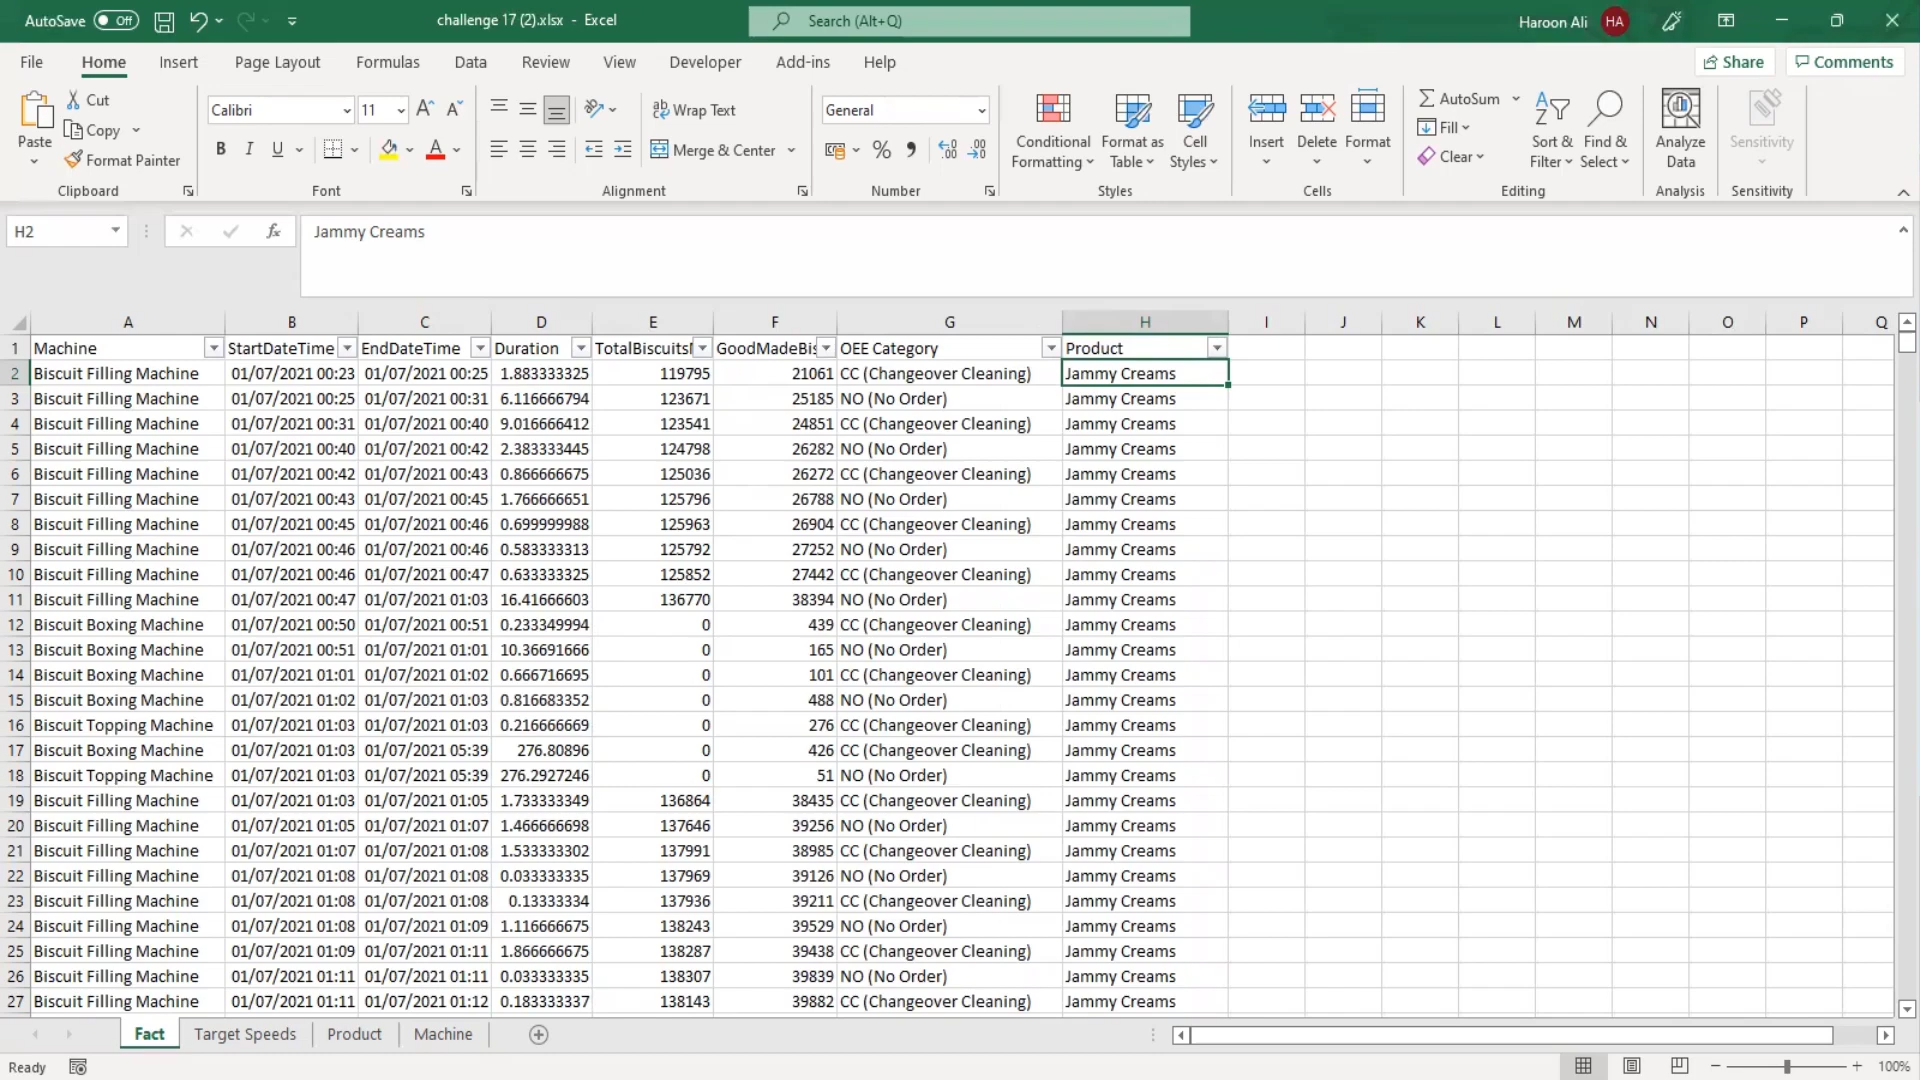 AutoSave Off challenge 17 (2).xlsx - Excel Search (Alt+Q) Haroon Ali HA
File Home Insert Page Layout Formulas Data Review View Developer Add-ins Help Share Comments
Paste Cut Copy Format Painter
Calibri 11
B I U
Wrap Text
Merge & Center
General
Conditional Formatting Format as Table Cell Styles
Insert Delete Format
AutoSum Fill Clear
Sort & Filter Find & Select
Analyze Data
Sensitivity
Clipboard Font Alignment Number Styles Cells Editing Analysis Sensitivity
H2 fx Jammy Creams
A B C D E F G H I J K L M N O P Q
1 Machine StartDateTime EndDateTime Duration GoodMadeBis OEE Category Product
2 Biscuit Filling Machine 01/07/2021 00:23 01/07/2021 00:25 1.883333325 119795 21061 CC (Changeover Cleaning) Jammy Creams
3 Biscuit Filling Machine 01/07/2021 00:25 01/07/2021 00:31 6.116666794 123671 25185 NO (No Order) Jammy Creams
4 Biscuit Filling Machine 01/07/2021 00:31 01/07/2021 00:40 9.016666412 123541 24851 CC (Changeover Cleaning) Jammy Creams
5 Biscuit Filling Machine 01/07/2021 00:40 01/07/2021 00:42 2.383333445 124798 26282 NO (No Order) Jammy Creams
6 Biscuit Filling Machine 01/07/2021 00:42 01/07/2021 00:43 0.866666675 125036 26272 CC (Changeover Cleaning) Jammy Creams
7 Biscuit Filling Machine 01/07/2021 00:43 01/07/2021 00:45 1.766666651 125796 26788 NO (No Order) Jammy Creams
8 Biscuit Filling Machine 01/07/2021 00:45 01/07/2021 00:46 0.699999988 125963 26904 CC (Changeover Cleaning) Jammy Creams
9 Biscuit Filling Machine 01/07/2021 00:46 01/07/2021 00:46 0.583333313 125792 27252 NO (No Order) Jammy Creams
10 Biscuit Filling Machine 01/07/2021 00:46 01/07/2021 00:47 0.633333325 125852 27442 CC (Changeover Cleaning) Jammy Creams
11 Biscuit Filling Machine 01/07/2021 00:47 01/07/2021 01:03 16.41666603 136770 38394 NO (No Order) Jammy Creams
12 Biscuit Boxing Machine 01/07/2021 00:50 01/07/2021 00:51 0.233349994 0 439 CC (Changeover Cleaning) Jammy Creams
13 Biscuit Boxing Machine 01/07/2021 00:51 01/07/2021 01:01 10.36691666 0 165 NO (No Order) Jammy Creams
14 Biscuit Boxing Machine 01/07/2021 01:01 01/07/2021 01:02 0.666716695 0 101 CC (Changeover Cleaning) Jammy Creams
15 Biscuit Boxing Machine 01/07/2021 01:02 01/07/2021 01:03 0.816683352 0 488 NO (No Order) Jammy Creams
16 Biscuit Topping Machine 01/07/2021 01:03 01/07/2021 01:03 0.216666669 0 276 CC (Changeover Cleaning) Jammy Creams
17 Biscuit Boxing Machine 01/07/2021 01:03 01/07/2021 05:39 276.80896 0 426 CC (Changeover Cleaning) Jammy Creams
18 Biscuit Topping Machine 01/07/2021 01:03 01/07/2021 05:39 276.2927246 0 51 NO (No Order) Jammy Creams
19 Biscuit Filling Machine 01/07/2021 01:03 01/07/2021 01:05 1.733333349 136864 38435 CC (Changeover Cleaning) Jammy Creams
20 Biscuit Filling Machine 01/07/2021 01:05 01/07/2021 01:07 1.466666698 137646 39256 NO (No Order) Jammy Creams
21 Biscuit Filling Machine 01/07/2021 01:07 01/07/2021 01:08 1.533333302 137991 38985 CC (Changeover Cleaning) Jammy Creams
22 Biscuit Filling Machine 01/07/2021 01:08 01/07/2021 01:08 0.033333335 137969 39126 NO (No Order) Jammy Creams
23 Biscuit Filling Machine 01/07/2021 01:08 01/07/2021 01:08 0.13333334 137936 39211 CC (Changeover Cleaning) Jammy Creams
24 Biscuit Filling Machine 01/07/2021 01:08 01/07/2021 01:09 1.116666675 138243 39529 NO (No Order) Jammy Creams
25 Biscuit Filling Machine 01/07/2021 01:09 01/07/2021 01:11 1.866666675 138287 39438 CC (Changeover Cleaning) Jammy Creams
26 Biscuit Filling Machine 01/07/2021 01:11 01/07/2021 01:11 0.033333335 138307 39839 NO (No Order) Jammy Creams
27 Biscuit Filling Machine 01/07/2021 01:11 01/07/2021 01:12 0.183333337 138143 39882 CC (Changeover Cleaning) Jammy Creams
Fact Target Speeds Product Machine
Ready 100%